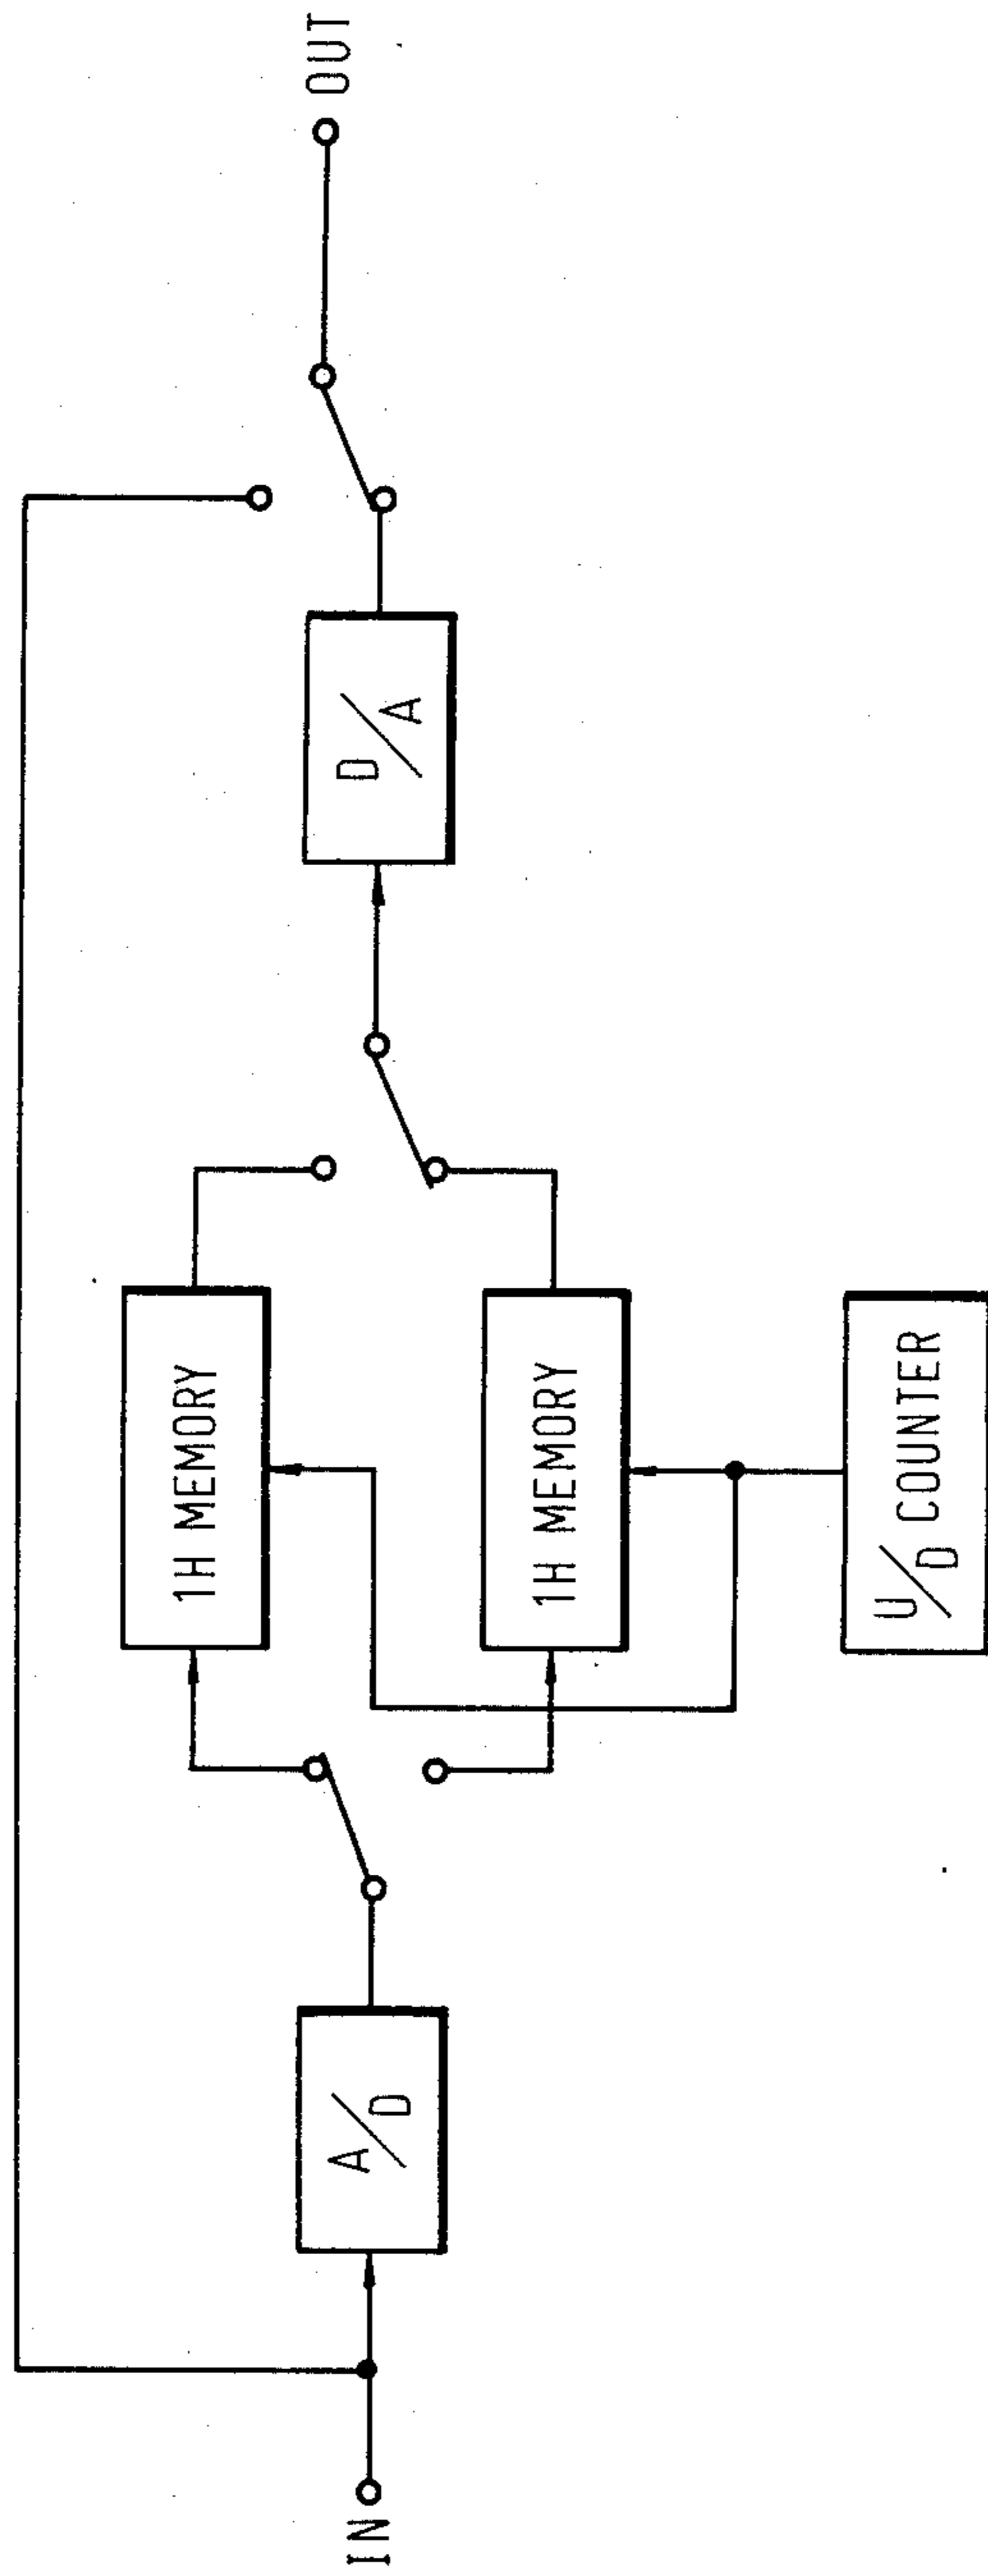 IN
A/D
1H MEMORY
1H MEMORY
U/D COUNTER
D/A
OUT